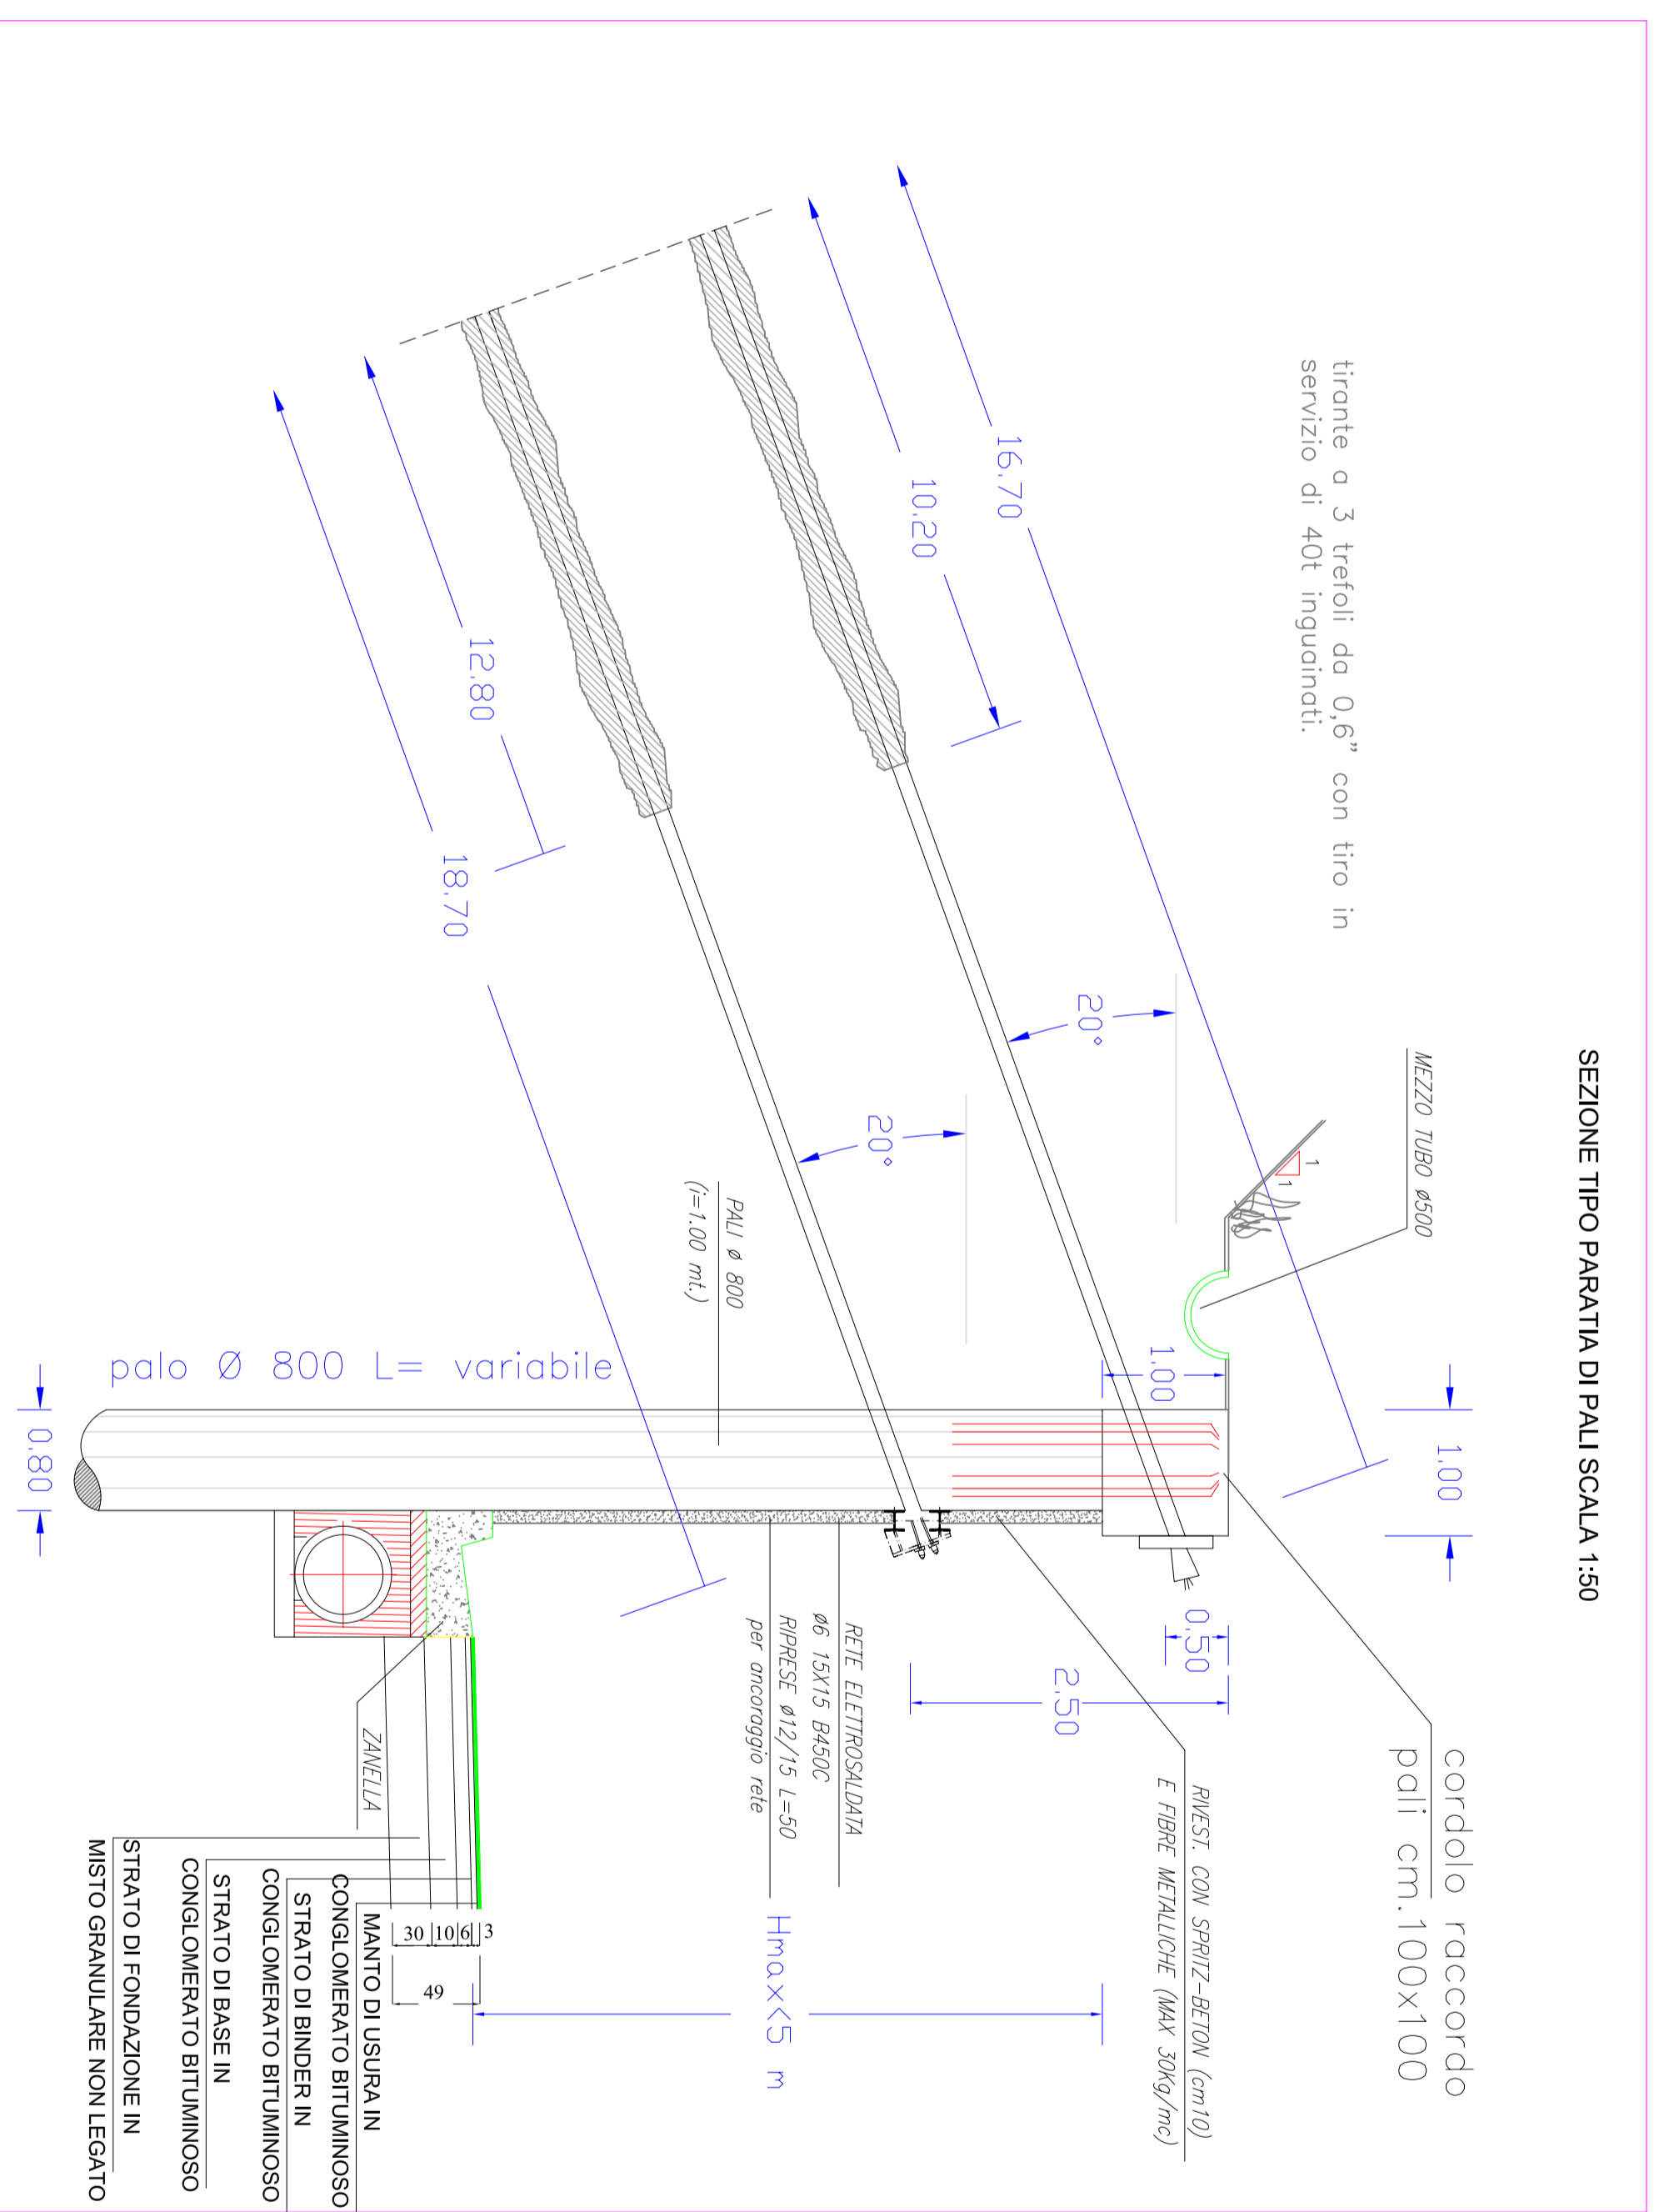 SEZIONE TIPO PARATIA DI PALI SCALA 1:50
tirante a 3 trefoli da 0,6" con tiro in
servizio di 40t inguainati.
MEZZO TUBO ø500
1
1
cordolo raccordo
pali cm.100x100
1.00
1.00
16.70
10.20
20°
20°
0.50
2.50
RIVEST. CON SPRITZ-BETON (cm10)
E FIBRE METALLICHE (MAX 30Kg/mc)
RETE ELETTROSALDATA
ø6 15X15 B450C
RIPRESE ø12/15 L=50
per ancoraggio rete
PALI ø 800
(i=1.00 mt.)
12.80
18.70
Hmax<5 m
palo Ø 800 L= variabile
0.80
ZANELLA
3
6
10
30
49
MANTO DI USURA IN
CONGLOMERATO BITUMINOSO
STRATO DI BINDER IN
CONGLOMERATO BITUMINOSO
STRATO DI BASE IN
CONGLOMERATO BITUMINOSO
STRATO DI FONDAZIONE IN
MISTO GRANULARE NON LEGATO